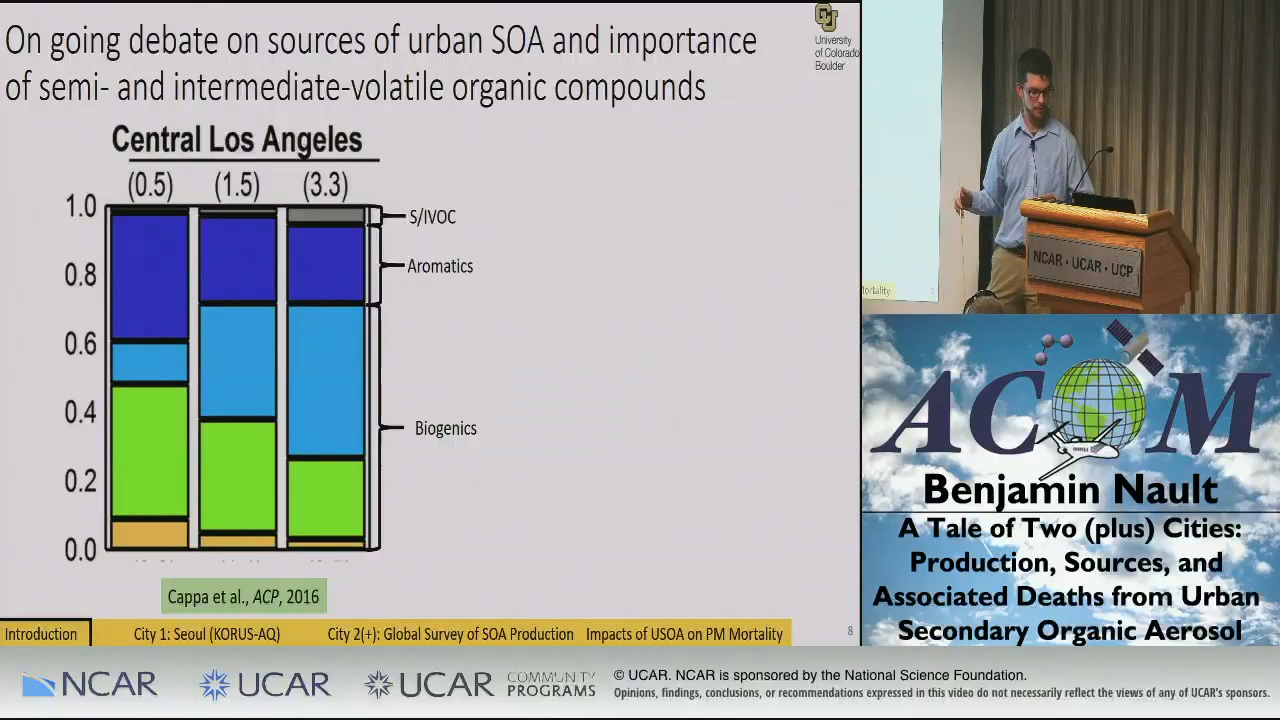 On going debate on sources of urban SOA and importance
of semi- and intermediate-volatile organic compounds
University
of Colorado
Boulder
Central Los Angeles
(0.5) (1.5) (3.3)
1.0
0.8
0.6
0.4
0.2
0.0
S/IVOC
Aromatics
Biogenics
Cappa et al., ACP, 2016
Introduction City 1: Seoul (KORUS-AQ) City 2(+): Global Survey of SOA Production Impacts of USOA on PM Mortality 8
Mortality
NCAR · UCAR · UCP
ACOM
Benjamin Nault
A Tale of Two (plus) Cities:
Production, Sources, and
Associated Deaths from Urban
Secondary Organic Aerosol
NCAR UCAR UCAR COMMUNITY
PROGRAMS
© UCAR. NCAR is sponsored by the National Science Foundation.
Opinions, findings, conclusions, or recommendations expressed in this video do not necessarily reflect the views of any of UCAR's sponsors.